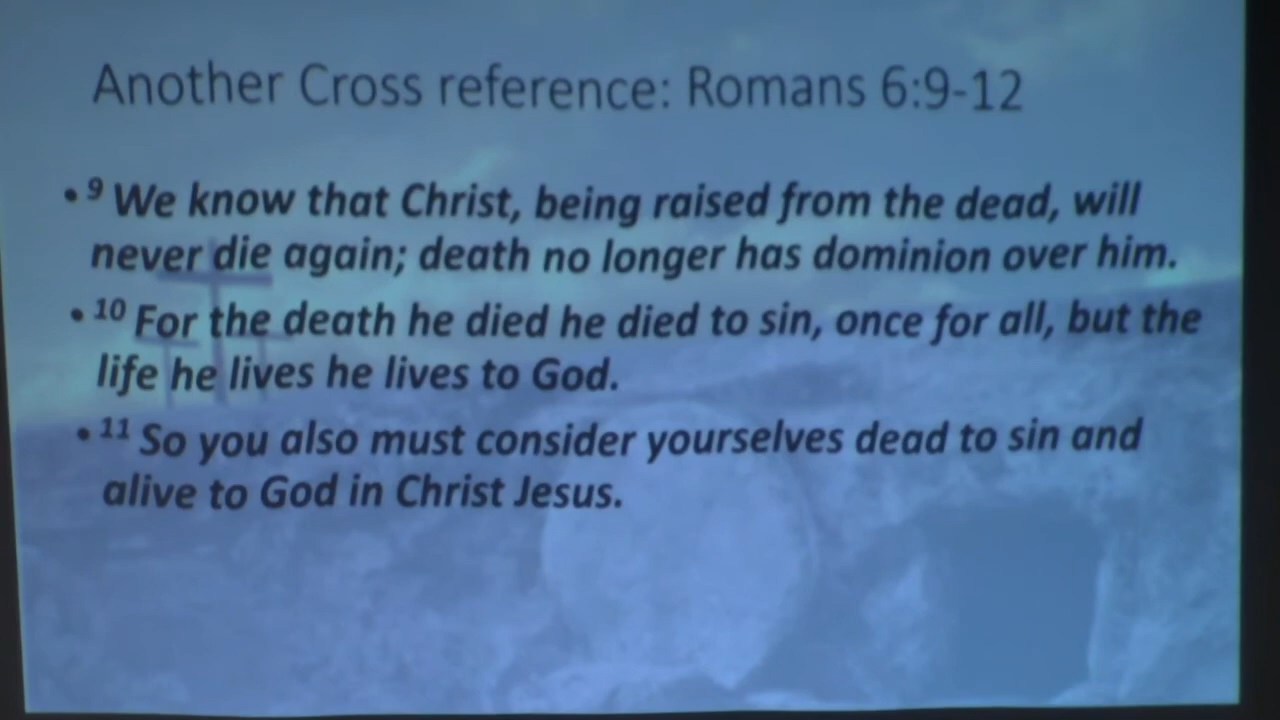 Another Cross reference: Romans 6:9-12
• 9 We know that Christ, being raised from the dead, will
never die again; death no longer has dominion over him.
• 10 For the death he died he died to sin, once for all, but the
life he lives he lives to God.
• 11 So you also must consider yourselves dead to sin and
alive to God in Christ Jesus.